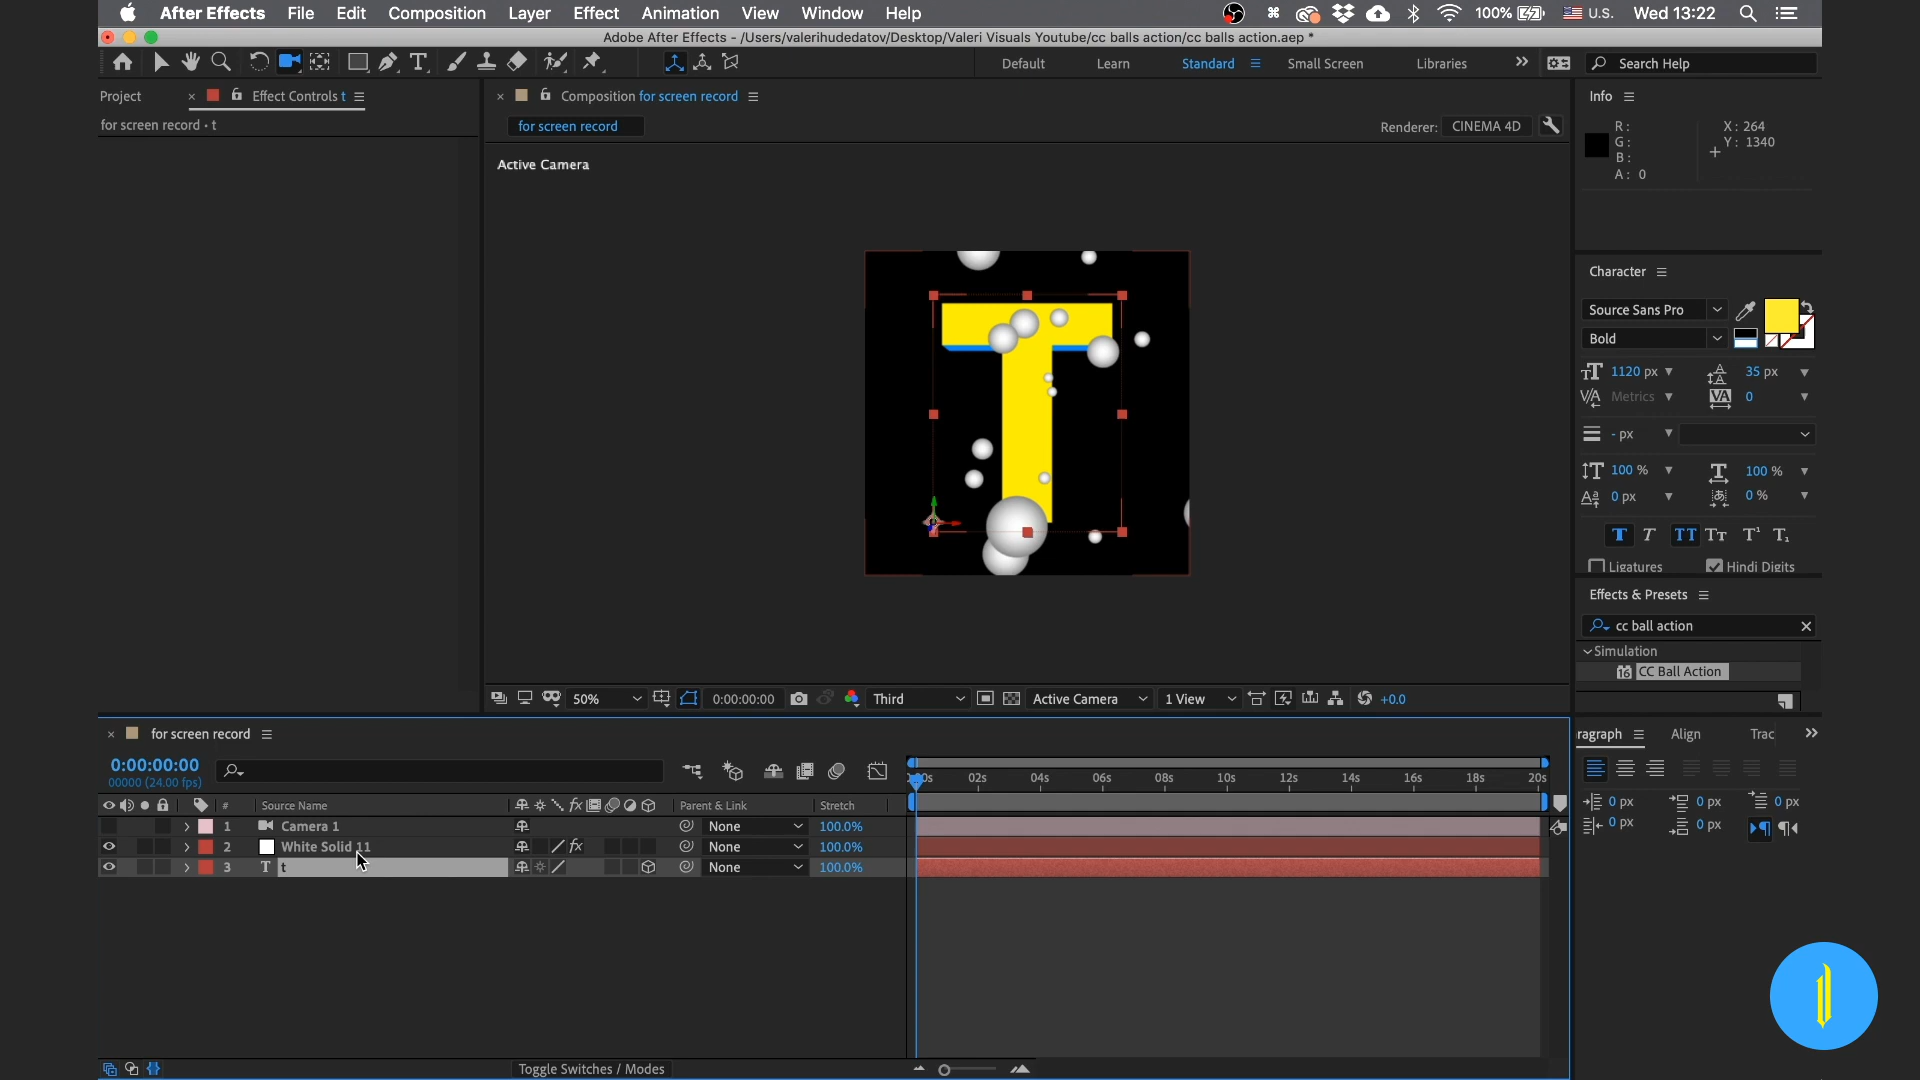 After Effects File Edit Composition Layer Effect Animation View Window Help 100% U.S. Wed 13:22
Adobe After Effects - /Users/valerihudedatov/Desktop/Valeri Visuals Youtube/cc balls action/cc balls action.aep *
Default Learn Standard Small Screen Libraries Search Help
Project Effect Controls t
for screen record • t
Composition for screen record
for screen record
Renderer: CINEMA 4D
Active Camera
Info
R: X: 264
G: Y: 1340
B:
A: 0
Character
Source Sans Pro
Bold
1120 px 35 px
Metrics 0
- px
100 % 100 %
0 px 0 %
T T TT Tт T¹ T₁
Ligatures Hindi Digits
Effects & Presets
cc ball action
Simulation
16 CC Ball Action
T
50% 0:00:00:00 Third Active Camera 1 View +0.0
for screen record
0:00:00:00
00000 (24.00 fps)
02s 04s 06s 08s 10s 12s 14s 16s 18s 20s
# Source Name fx Parent & Link Stretch
1 Camera 1 None 100.0%
2 White Solid 11 fx None 100.0%
3 T t None 100.0%
Toggle Switches / Modes
ragraph Align Trac
0 px 0 px 0 px
0 px 0 px